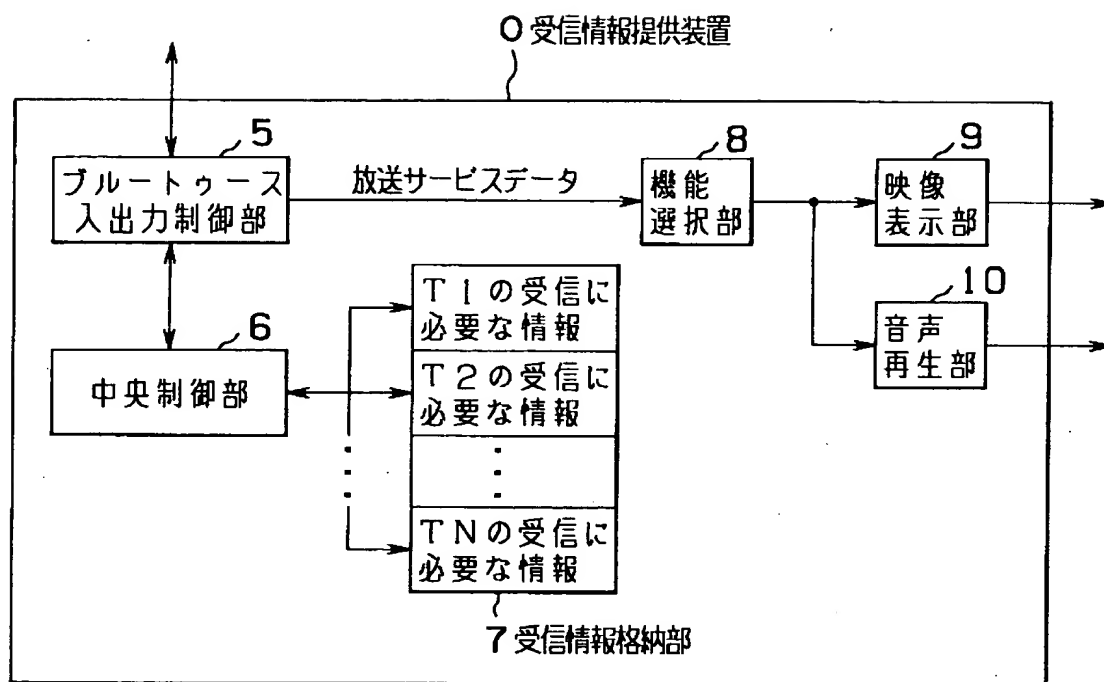 0 受信情報提供装置
5
ブルートゥース
入出力制御部
放送サービスデータ
8
機能
選択部
9
映像
表示部
10
音声
再生部
6
中央制御部
T1の受信に
必要な情報
T2の受信に
必要な情報
TNの受信に
必要な情報
7 受信情報格納部